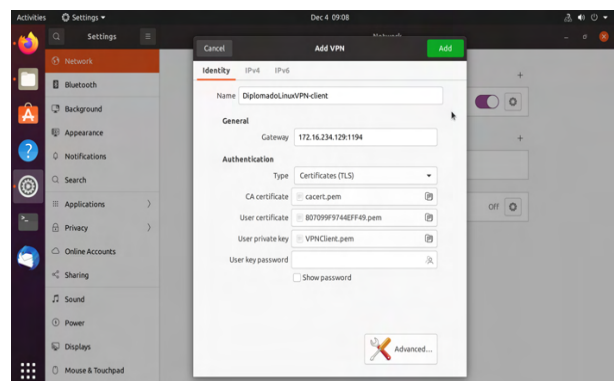 Activities
Settings
Dec 4 09:08
Settings
Network
Cancel
Add VPN
Add
Network
Bluetooth
Background
Appearance
Notifications
Search
Applications
Privacy
Online Accounts
Sharing
Sound
Power
Displays
Mouse & Touchpad
Identity IPv4 IPv6
Name DiplomadoLinuxVPN-client
General
Gateway 172.16.234.129:1194
Authentication
Type Certificates (TLS)
CA certificate cacert.pem
User certificate B07099F9744EFF49.pem
User private key VPNClient.pem
User key password
Show password
Advanced...
Off